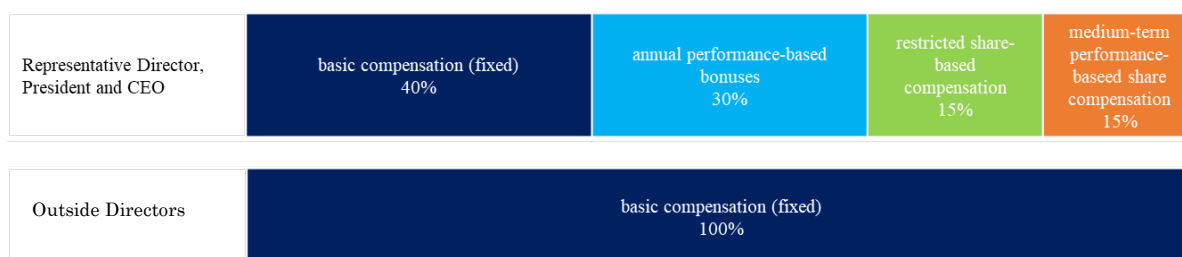 Representative Director,
President and CEO
basic compensation (fixed)
40%
annual performance-based
bonuses
30%
restricted share-
based
compensation
15%
medium-term
performance-
baseed share
compensation
15%
Outside Directors
basic compensation (fixed)
100%